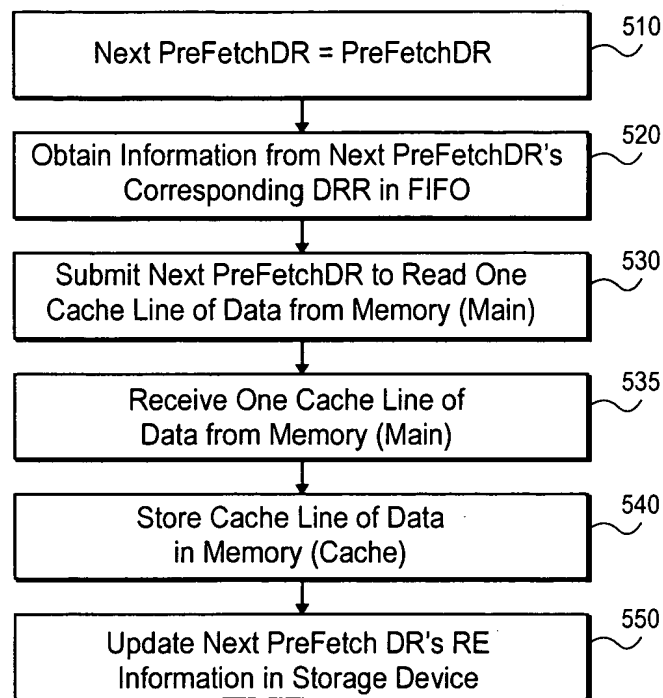 Next PreFetchDR = PreFetchDR
510
Obtain Information from Next PreFetchDR's
Corresponding DRR in FIFO
520
Submit Next PreFetchDR to Read One
Cache Line of Data from Memory (Main)
530
Receive One Cache Line of
Data from Memory (Main)
535
Store Cache Line of Data
in Memory (Cache)
540
Update Next PreFetch DR's RE
Information in Storage Device
550